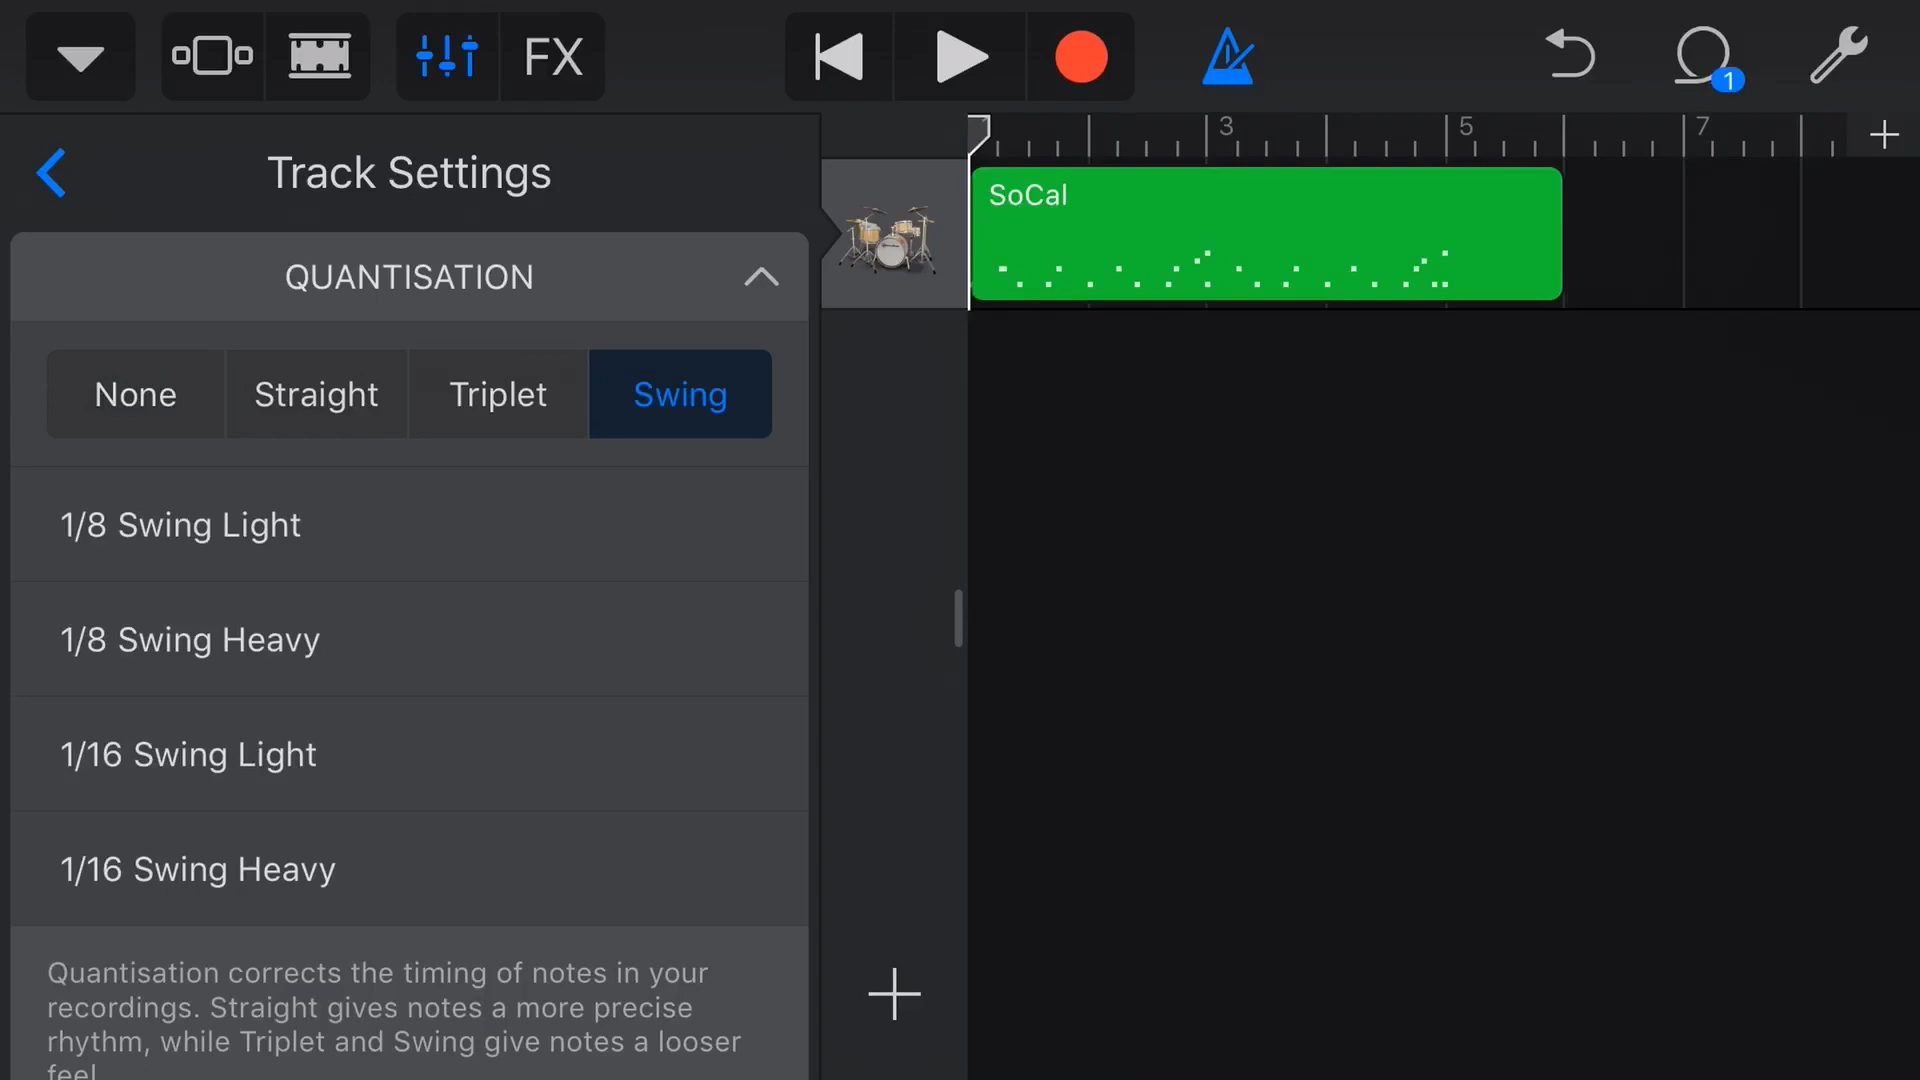 FX
1
Track Settings
3
5
7
SoCal
QUANTISATION
None
Straight
Triplet
Swing
1/8 Swing Light
1/8 Swing Heavy
1/16 Swing Light
1/16 Swing Heavy
Quantisation corrects the timing of notes in your
recordings. Straight gives notes a more precise
rhythm, while Triplet and Swing give notes a looser
feel